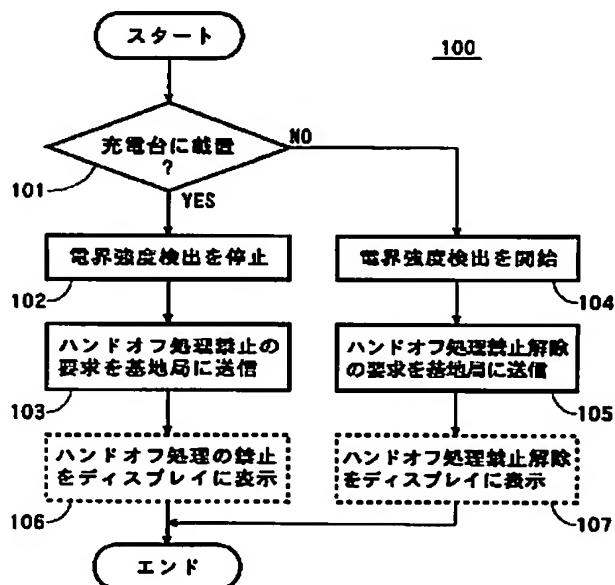 スタート
100
充電台に載置
?
NO
101
YES
電界強度検出を停止
電界強度検出を開始
102
104
ハンドオフ処理禁止の
要求を基地局に送信
ハンドオフ処理禁止解除
の要求を基地局に送信
103
105
ハンドオフ処理の禁止
をディスプレイに表示
ハンドオフ処理禁止解除
をディスプレイに表示
106
107
エンド